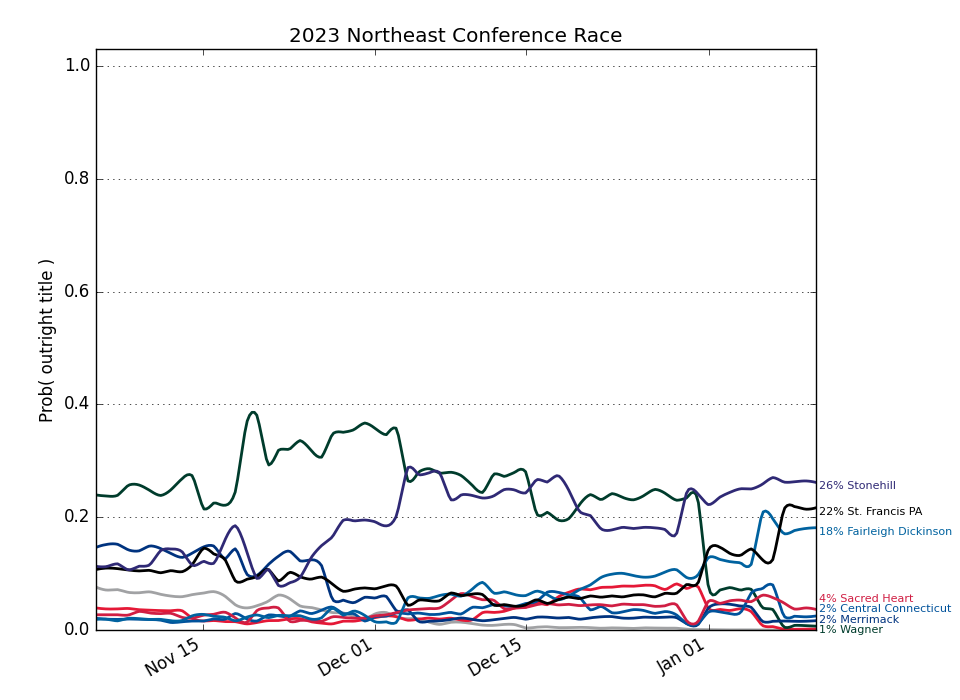 2023 Northeast Conference Race
Prob( outright title )
1.0
0.8
0.6
0.4
0.2
0.0
Nov 15
Dec 01
Dec 15
Jan 01
26% Stonehill
22% St. Francis PA
18% Fairleigh Dickinson
4% Sacred Heart
2% Central Connecticut
2% Merrimack
1% Wagner